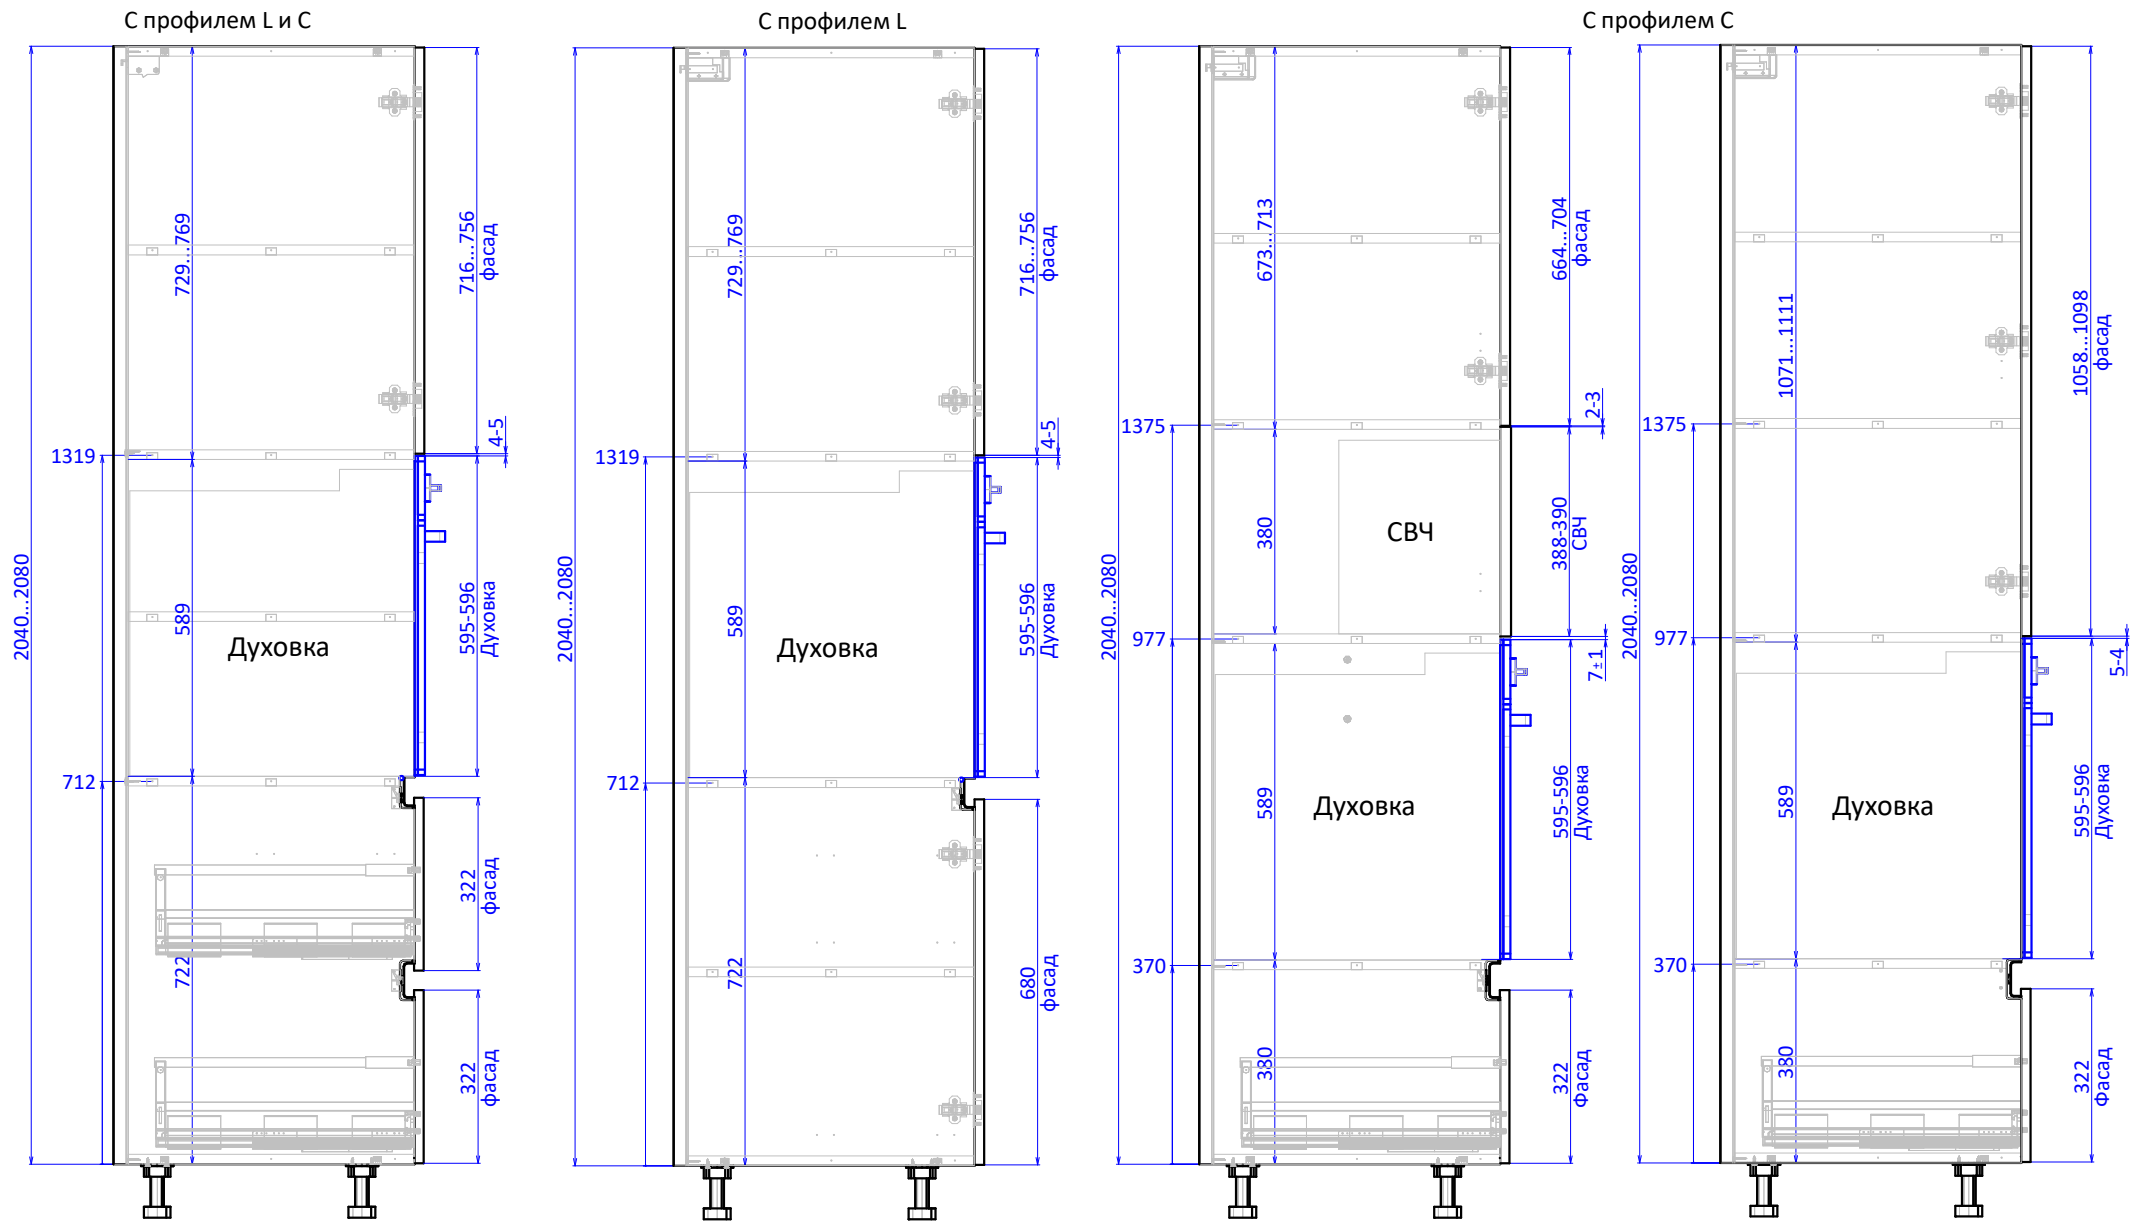 С профилем L и C
С профилем L
С профилем C
2040...2080
1319
712
729...769
589
722
716...756
фасад
4-5
595-596
Духовка
322
фасад
322
фасад
Духовка
2040...2080
1319
712
729...769
589
722
716...756
фасад
4-5
595-596
Духовка
680
фасад
Духовка
2040...2080
1375
977
370
673...713
380
589
380
664...704
фасад
2-3
388-390
СВЧ
7±1
595-596
Духовка
322
фасад
СВЧ
Духовка
2040...2080
1375
977
370
1071...1111
589
380
1058...1098
фасад
5-4
595-596
Духовка
322
фасад
Духовка